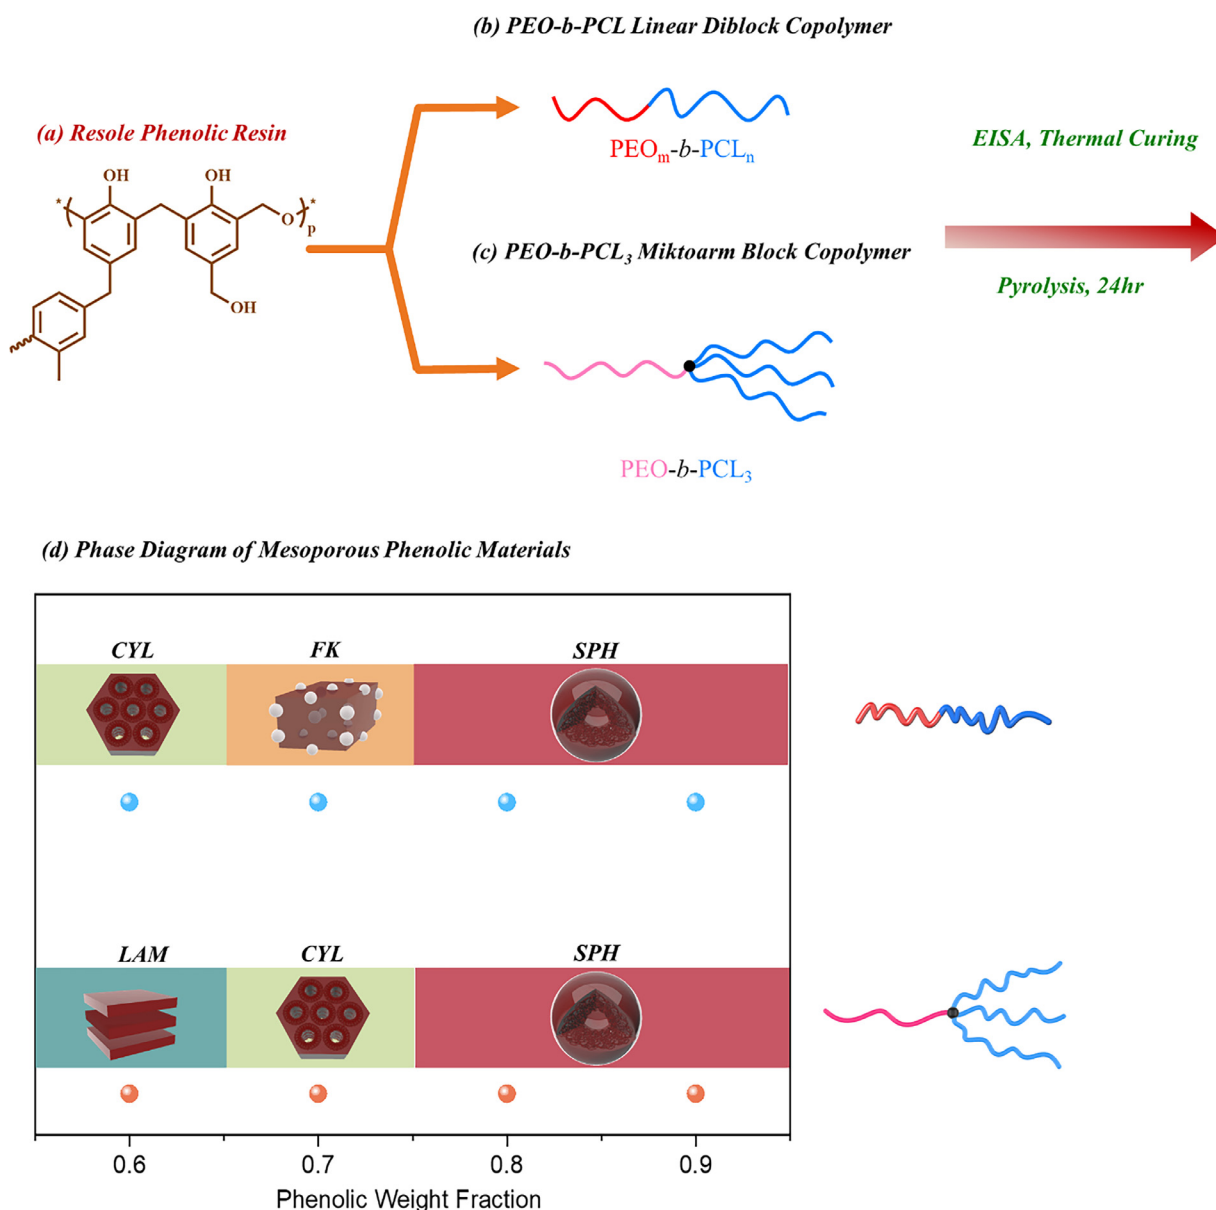 (b) PEO-b-PCL Linear Diblock Copolymer
(a) Resole Phenolic Resin
OH
OH
*
*
O
p
OH
PEOm-b-PCLn
EISA, Thermal Curing
(c) PEO-b-PCL3 Miktoarm Block Copolymer
Pyrolysis, 24hr
PEO-b-PCL3
(d) Phase Diagram of Mesoporous Phenolic Materials
CYL
FK
SPH
LAM
CYL
SPH
0.6
0.7
0.8
0.9
Phenolic Weight Fraction